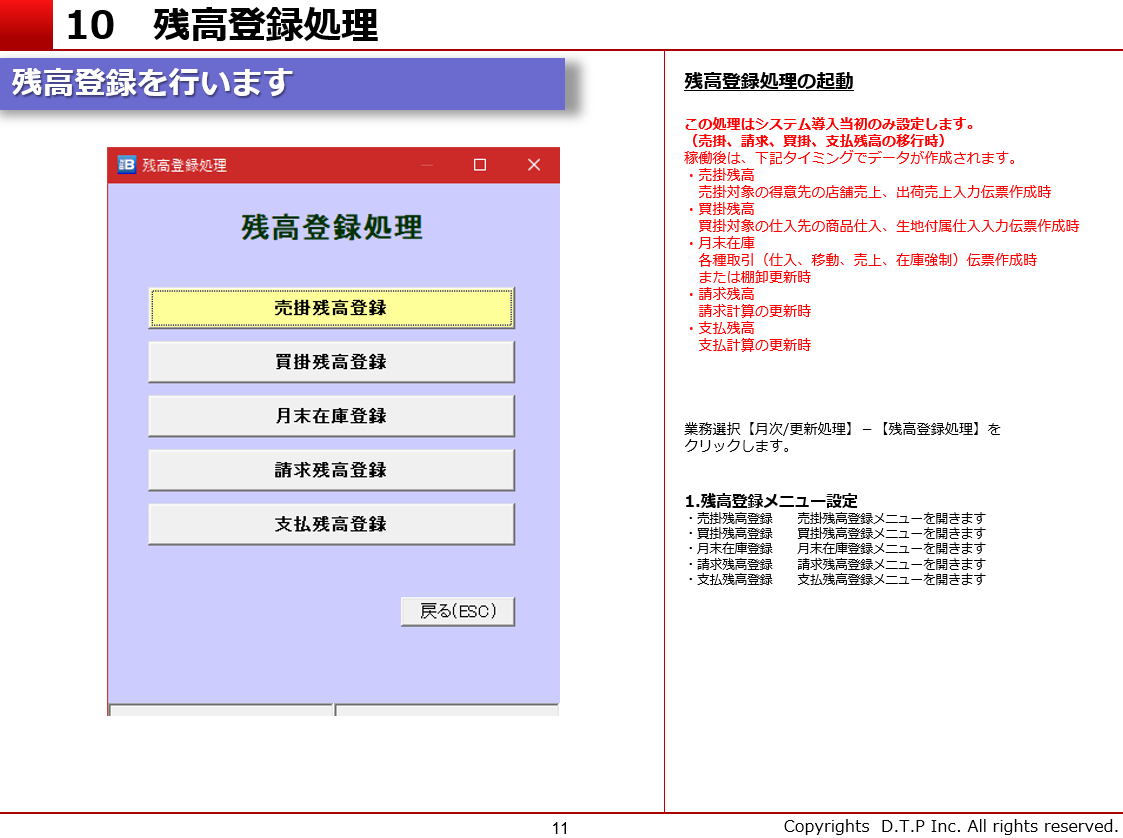 10　残高登録処理
残高登録を行います
残高登録処理
残高登録処理
売掛残高登録
買掛残高登録
月末在庫登録
請求残高登録
支払残高登録
戻る(ESC)
残高登録処理の起動
この処理はシステム導入当初のみ設定します。
（売掛、請求、買掛、支払残高の移行時）
稼働後は、下記タイミングでデータが作成されます。
・売掛残高
売掛対象の得意先の店舗売上、出荷売上入力伝票作成時
・買掛残高
買掛対象の仕入先の商品仕入、生地付属仕入入力伝票作成時
・月末在庫
各種取引（仕入、移動、売上、在庫強制）伝票作成時
または棚卸更新時
・請求残高
請求計算の更新時
・支払残高
支払計算の更新時
業務選択【月次/更新処理】－【残高登録処理】を
クリックします。
1.残高登録メニュー設定
・売掛残高登録　　売掛残高登録メニューを開きます
・買掛残高登録　　買掛残高登録メニューを開きます
・月末在庫登録　　月末在庫登録メニューを開きます
・請求残高登録　　請求残高登録メニューを開きます
・支払残高登録　　支払残高登録メニューを開きます
11
Copyrights D.T.P Inc. All rights reserved.